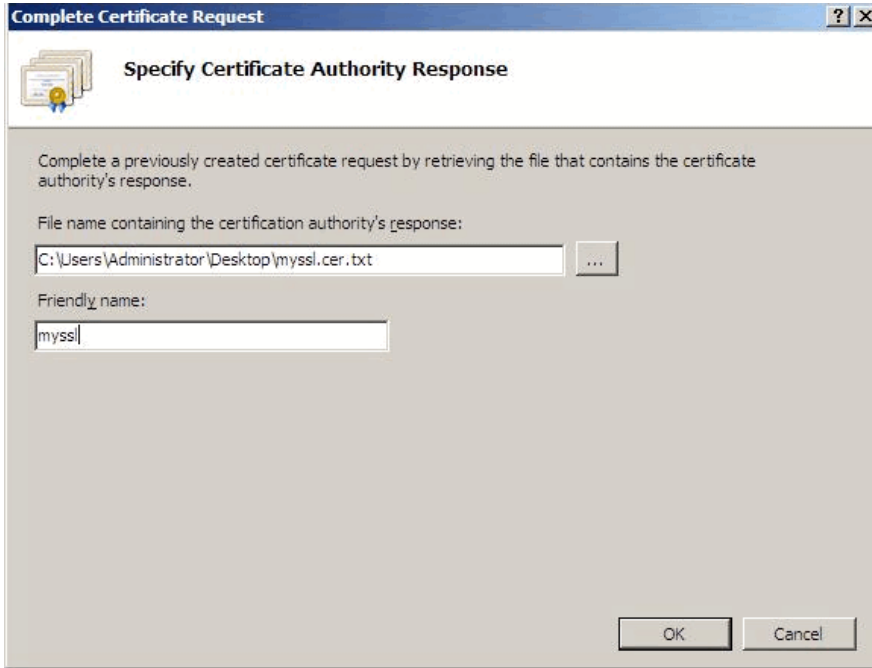 Complete Certificate Request
Specify Certificate Authority Response
Complete a previously created certificate request by retrieving the file that contains the certificate
authority's response.
File name containing the certification authority's response:
C:\Users\Administrator\Desktop\myssl.cer.txt
...
Friendly name:
myssl
OK
Cancel